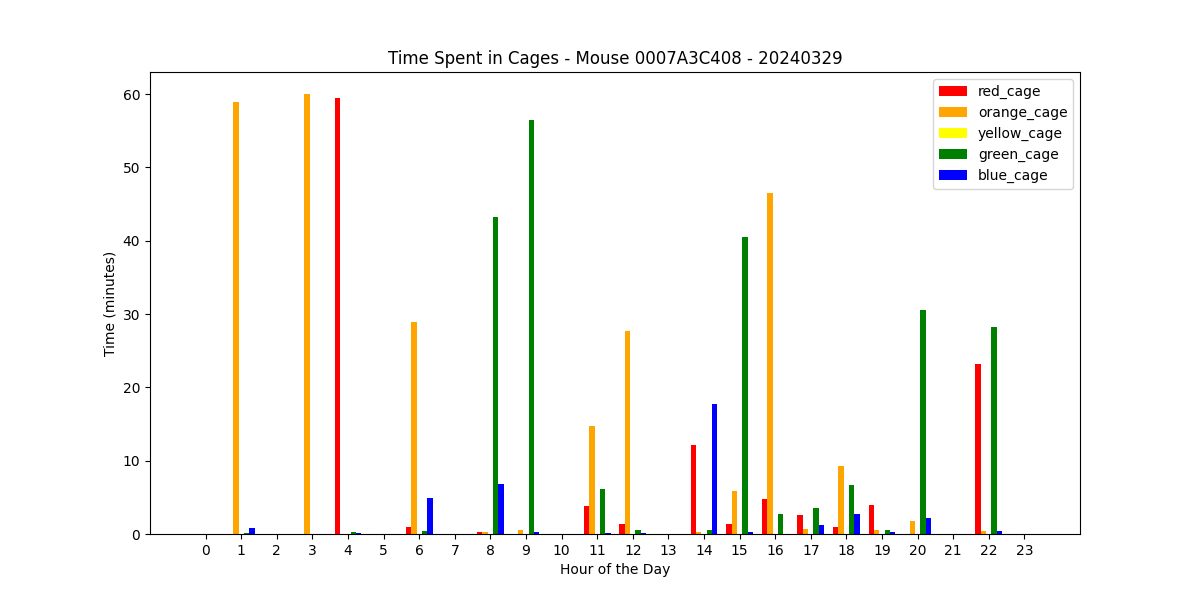 Time Spent in Cages - Mouse 0007A3C408 - 20240329
red_cage
orange_cage
yellow_cage
green_cage
blue_cage
60
50
40
30
20
10
0
Time (minutes)
0 1 2 3 4 5 6 7 8 9 10 11 12 13 14 15 16 17 18 19 20 21 22 23
Hour of the Day